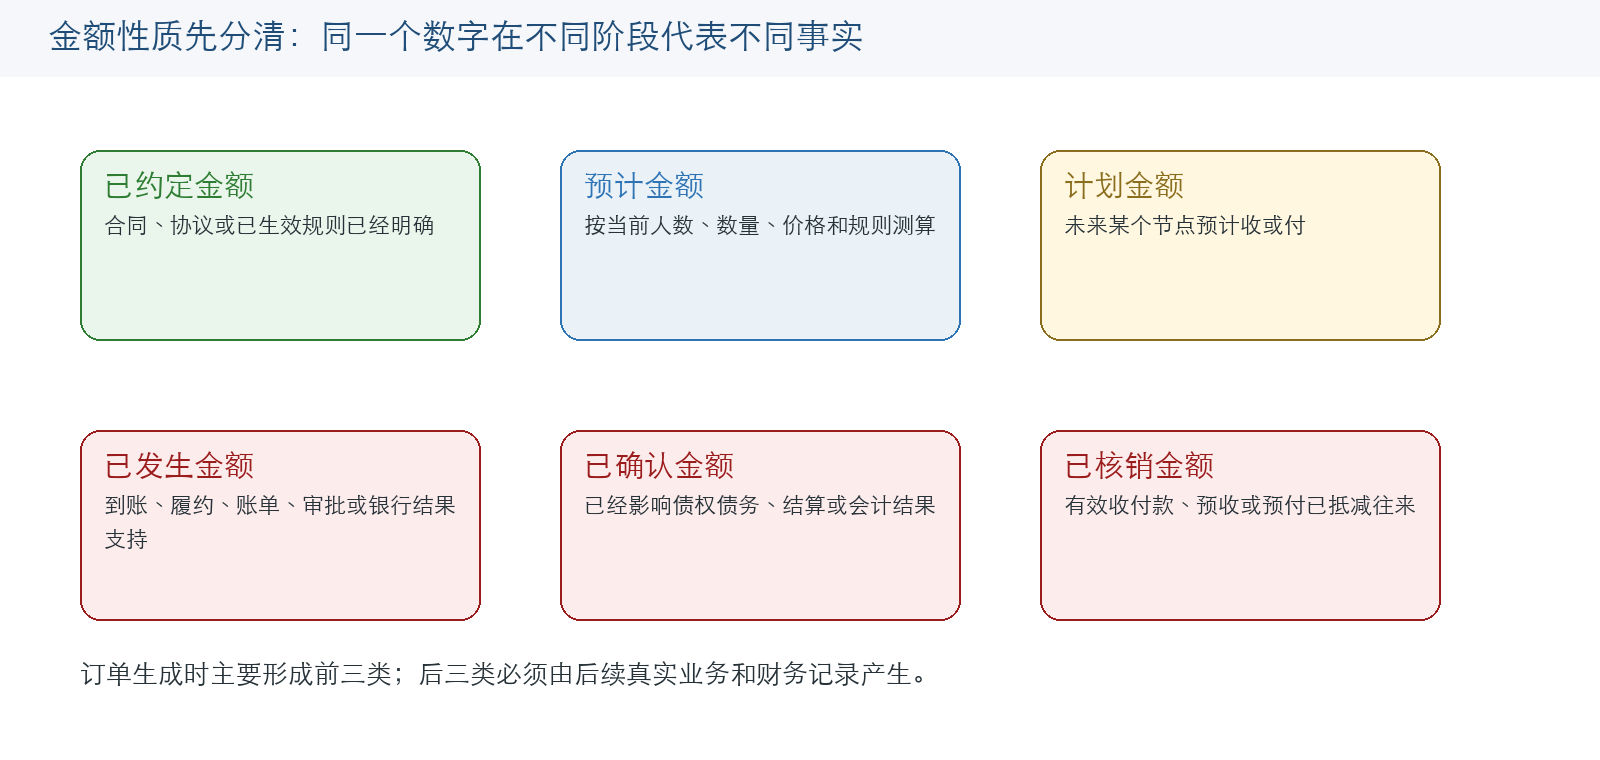 金额性质先分清：同一个数字在不同阶段代表不同事实
已约定金额
合同、协议或已生效规则已经明确
预计金额
按当前人数、数量、价格和规则测算
计划金额
未来某个节点预计收或付
已发生金额
到账、履约、账单、审批或银行结果
支持
已确认金额
已经影响债权债务、结算或会计结果
已核销金额
有效收付款、预收或预付已抵减往来
订单生成时主要形成前三类；后三类必须由后续真实业务和财务记录产生。